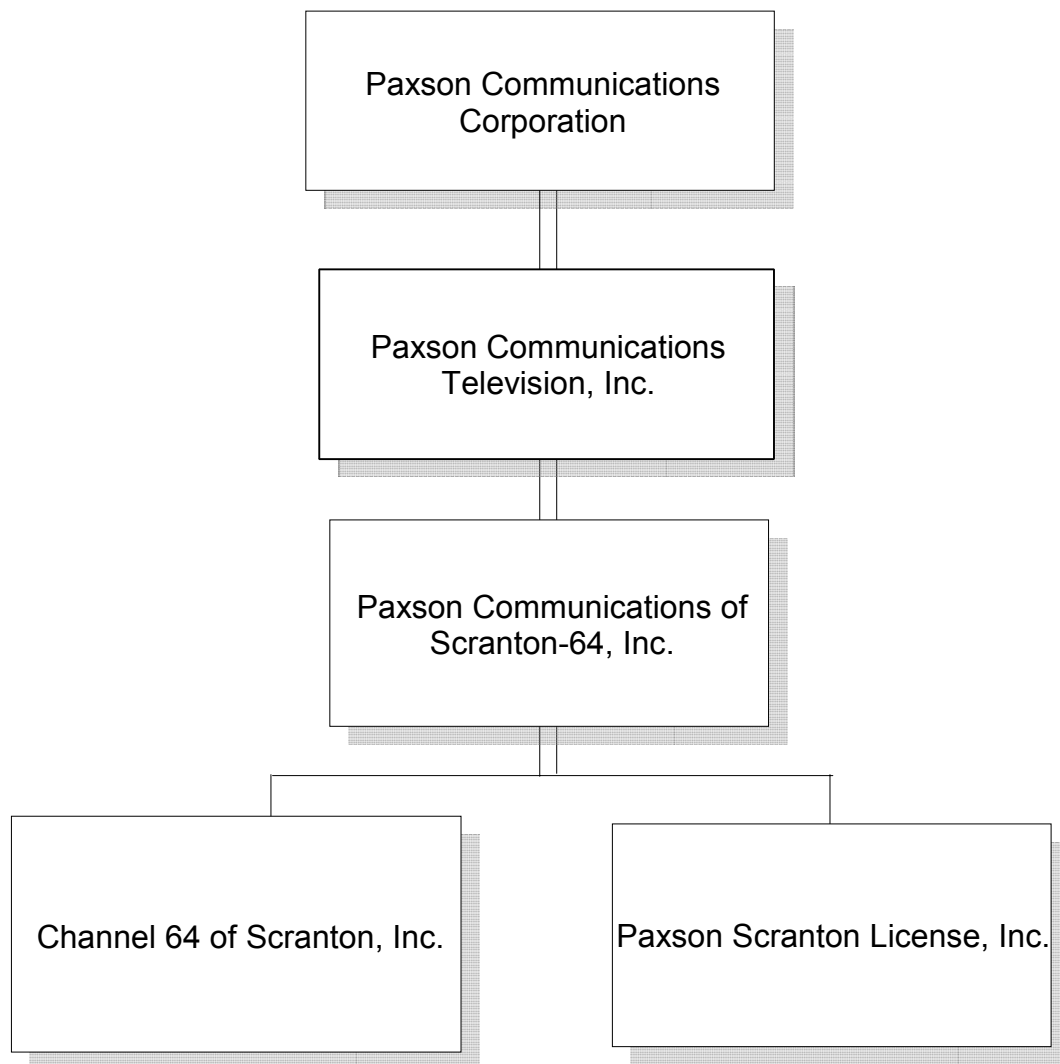 Paxson Communications
Corporation
Paxson Communications
Television, Inc.
Paxson Communications of
Scranton-64, Inc.
Channel 64 of Scranton, Inc.
Paxson Scranton License, Inc.